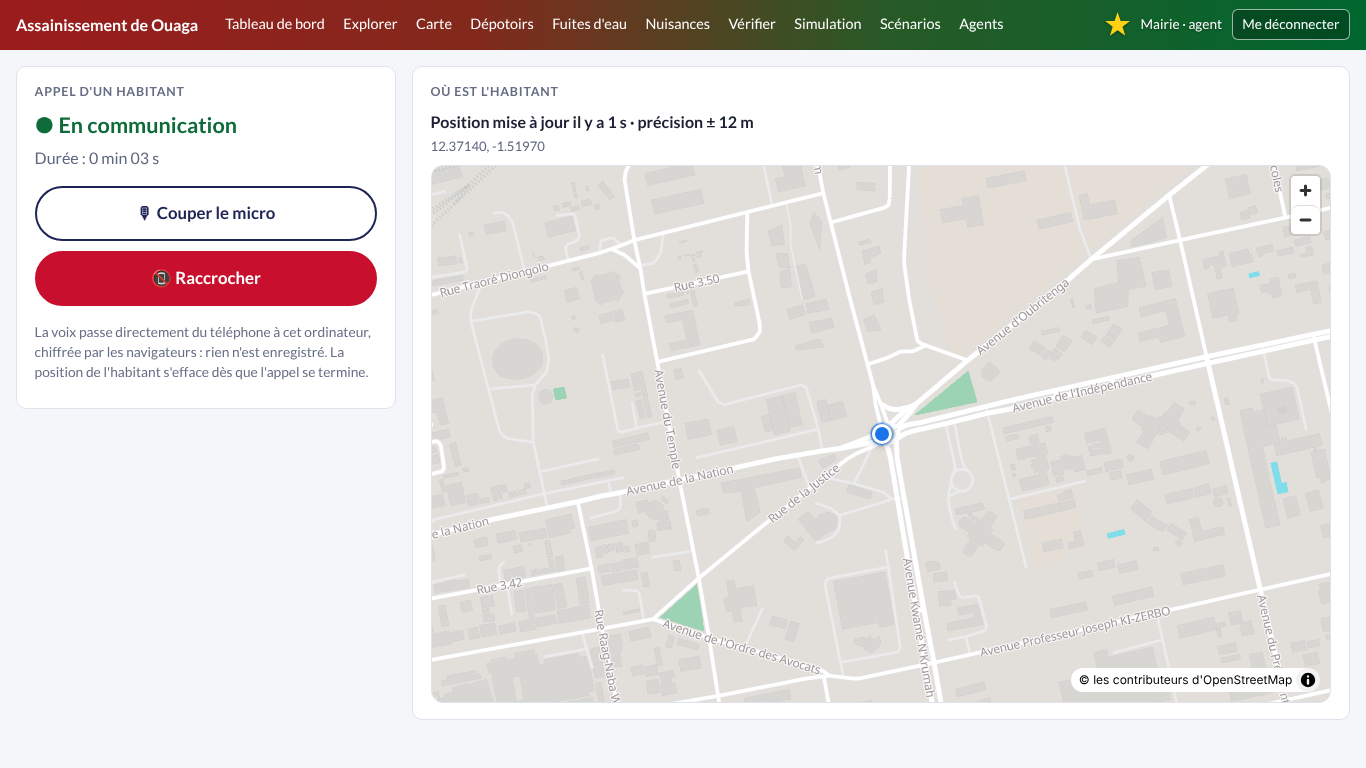 Assainissement de Ouaga
Tableau de bord
Explorer
Carte
Dépotoirs
Fuites d'eau
Nuisances
Vérifier
Simulation
Scénarios
Agents
Mairie · agent
Me déconnecter
APPEL D'UN HABITANT
En communication
Durée : 0 min 03 s
Couper le micro
Raccrocher
La voix passe directement du téléphone à cet ordinateur,
chiffrée par les navigateurs : rien n'est enregistré. La
position de l'habitant s'efface dès que l'appel se termine.
OÙ EST L'HABITANT
Position mise à jour il y a 1 s · précision ± 12 m
12.37140, -1.51970
+
−
Rue Traoré Diongolo
Rue 3.50
Avenue d'Oubritenga
Avenue de l'Indépendance
Avenue du Temple
Avenue de la Nation
Rue de la Justice
e la Nation
Rue 3.42
Rue Raag-Naba W
Avenue de l'Ordre des Avocats
Avenue Kwamé N'Krumah
Avenue Professeur Joseph KI-ZERBO
Avenue du Pré
coles
m
© les contributeurs d'OpenStreetMap